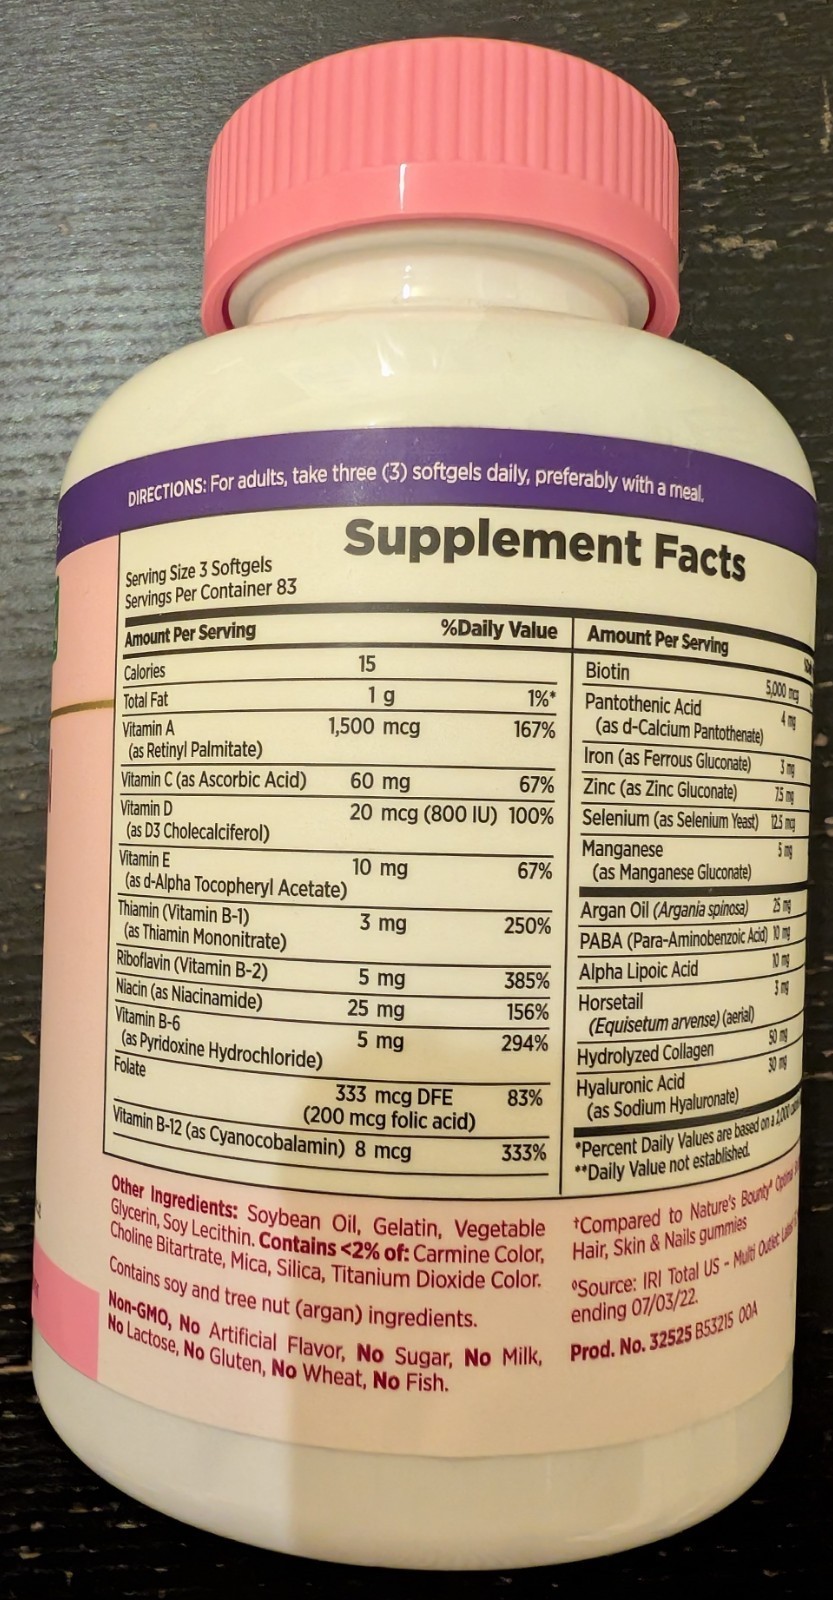 DIRECTIONS: For adults, take three (3) softgels daily, preferably with a meal.
Supplement Facts
Serving Size 3 Softgels
Servings Per Container 83
Amount Per Serving %Daily Value
Calories 15
Total Fat 1 g 1%*
Vitamin A 1,500 mcg 167%
(as Retinyl Palmitate)
Vitamin C (as Ascorbic Acid) 60 mg 67%
Vitamin D 20 mcg (800 IU) 100%
(as D3 Cholecalciferol)
Vitamin E 10 mg 67%
(as d-Alpha Tocopheryl Acetate)
Thiamin (Vitamin B-1) 3 mg 250%
(as Thiamin Mononitrate)
Riboflavin (Vitamin B-2) 5 mg 385%
Niacin (as Niacinamide) 25 mg 156%
Vitamin B-6 5 mg 294%
(as Pyridoxine Hydrochloride)
Folate 333 mcg DFE 83%
(200 mcg folic acid)
Vitamin B-12 (as Cyanocobalamin) 8 mcg 333%
Amount Per Serving
Biotin 5,000 mcg
Pantothenic Acid 4 mg
(as d-Calcium Pantothenate)
Iron (as Ferrous Gluconate) 3 mg
Zinc (as Zinc Gluconate) 7.5 mg
Selenium (as Selenium Yeast) 12.5 mcg
Manganese 5 mg
(as Manganese Gluconate)
Argan Oil (Argania spinosa) 25 mg
PABA (Para-Aminobenzoic Acid) 10 mg
Alpha Lipoic Acid 10 mg
Horsetail 3 mg
(Equisetum arvense) (aerial)
Hydrolyzed Collagen 50 mg
Hyaluronic Acid 30 mg
(as Sodium Hyaluronate)
*Percent Daily Values are based on a 2,000
**Daily Value not established.
Other Ingredients: Soybean Oil, Gelatin, Vegetable
Glycerin, Soy Lecithin. Contains <2% of: Carmine Color,
Choline Bitartrate, Mica, Silica, Titanium Dioxide Color.
Contains soy and tree nut (argan) ingredients.
Non-GMO, No Artificial Flavor, No Sugar, No Milk,
No Lactose, No Gluten, No Wheat, No Fish.
†Compared to Nature's Bounty®
Hair, Skin & Nails gummies
◊Source: IRI Total US - Multi Outlet
ending 07/03/22.
Prod. No. 32525 B53215 00A